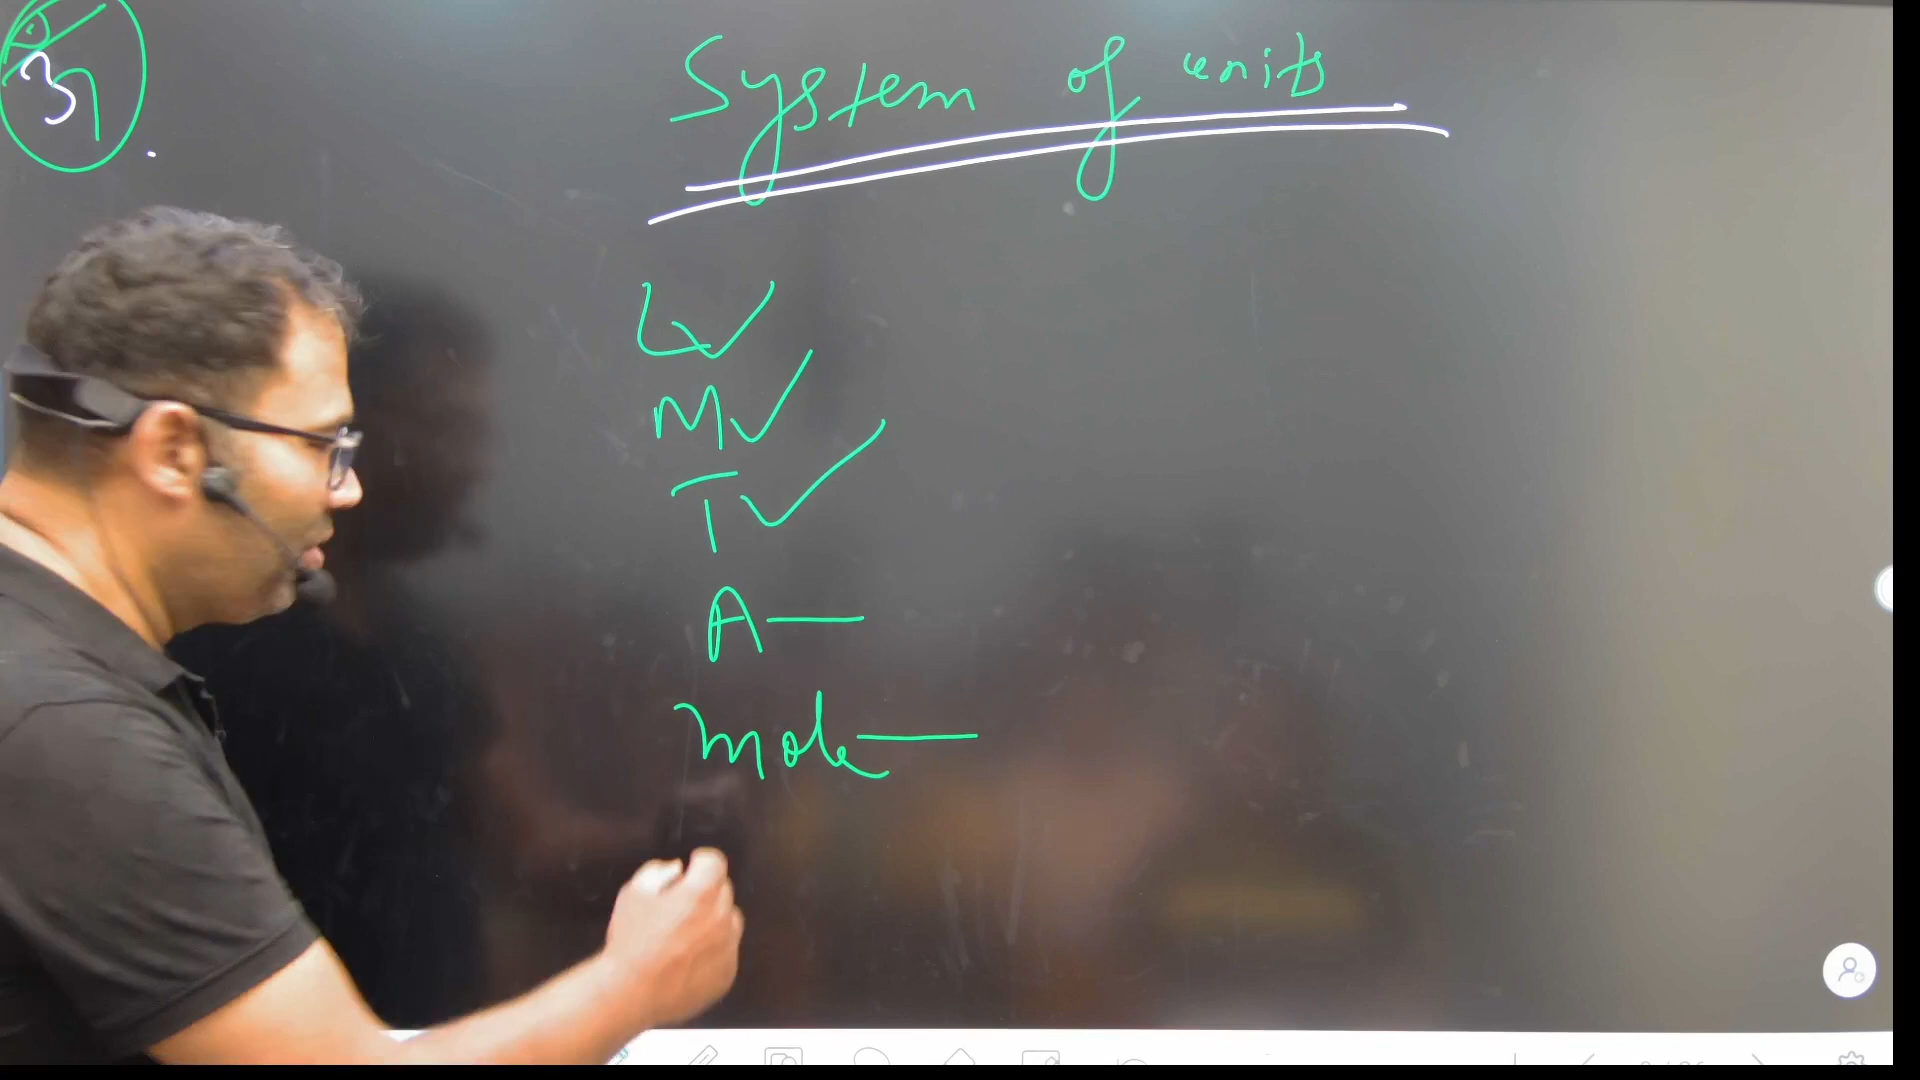 System of units
L ✓
M ✓
T ✓
A —
mole —